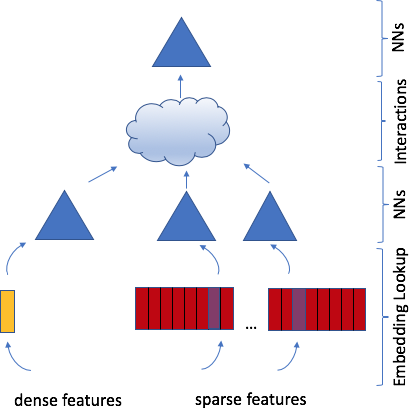 NNs
Interactions
NNs
Embedding Lookup
...
dense features
sparse features